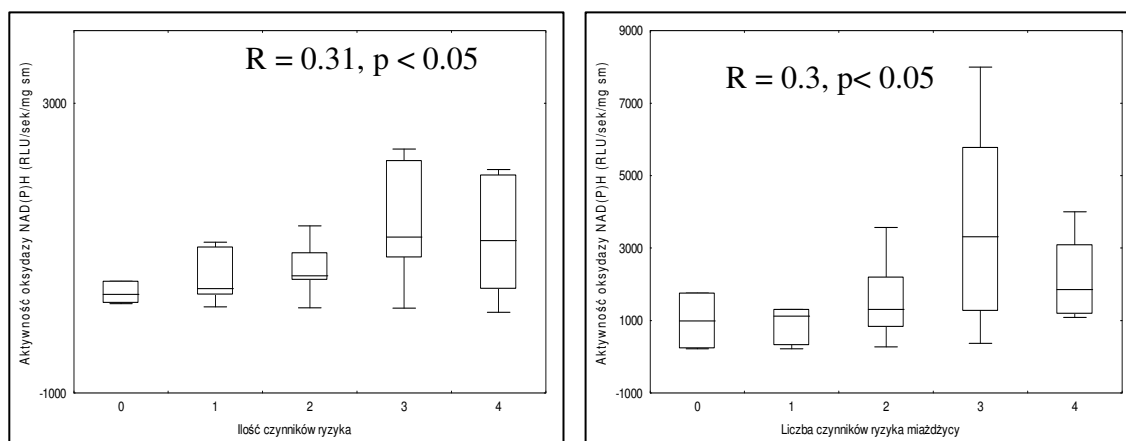 R = 0.31, p < 0.05
Aktywność oksydazy NAD(P)H (RLU/sek/mg sm)
3000
-1000
0 1 2 3 4
Ilość czynników ryzyka
R = 0.3, p< 0.05
Aktywność oksydazy NAD(P)H (RLU/sek/mg sm)
9000
7000
5000
3000
1000
-1000
0 1 2 3 4
Liczba czynników ryzyka miażdżycy